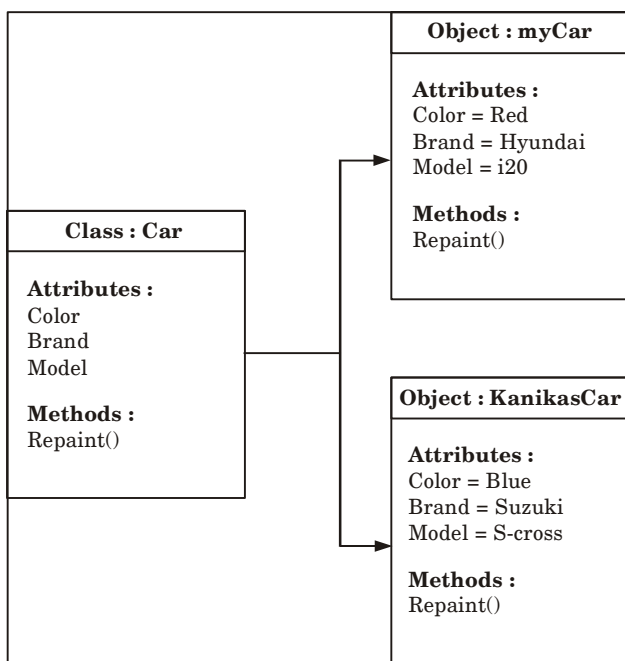 Class : Car
Attributes :
Color
Brand
Model
Methods :
Repaint()
Object : myCar
Attributes :
Color = Red
Brand = Hyundai
Model = i20
Methods :
Repaint()
Object : KanikasCar
Attributes :
Color = Blue
Brand = Suzuki
Model = S-cross
Methods :
Repaint()